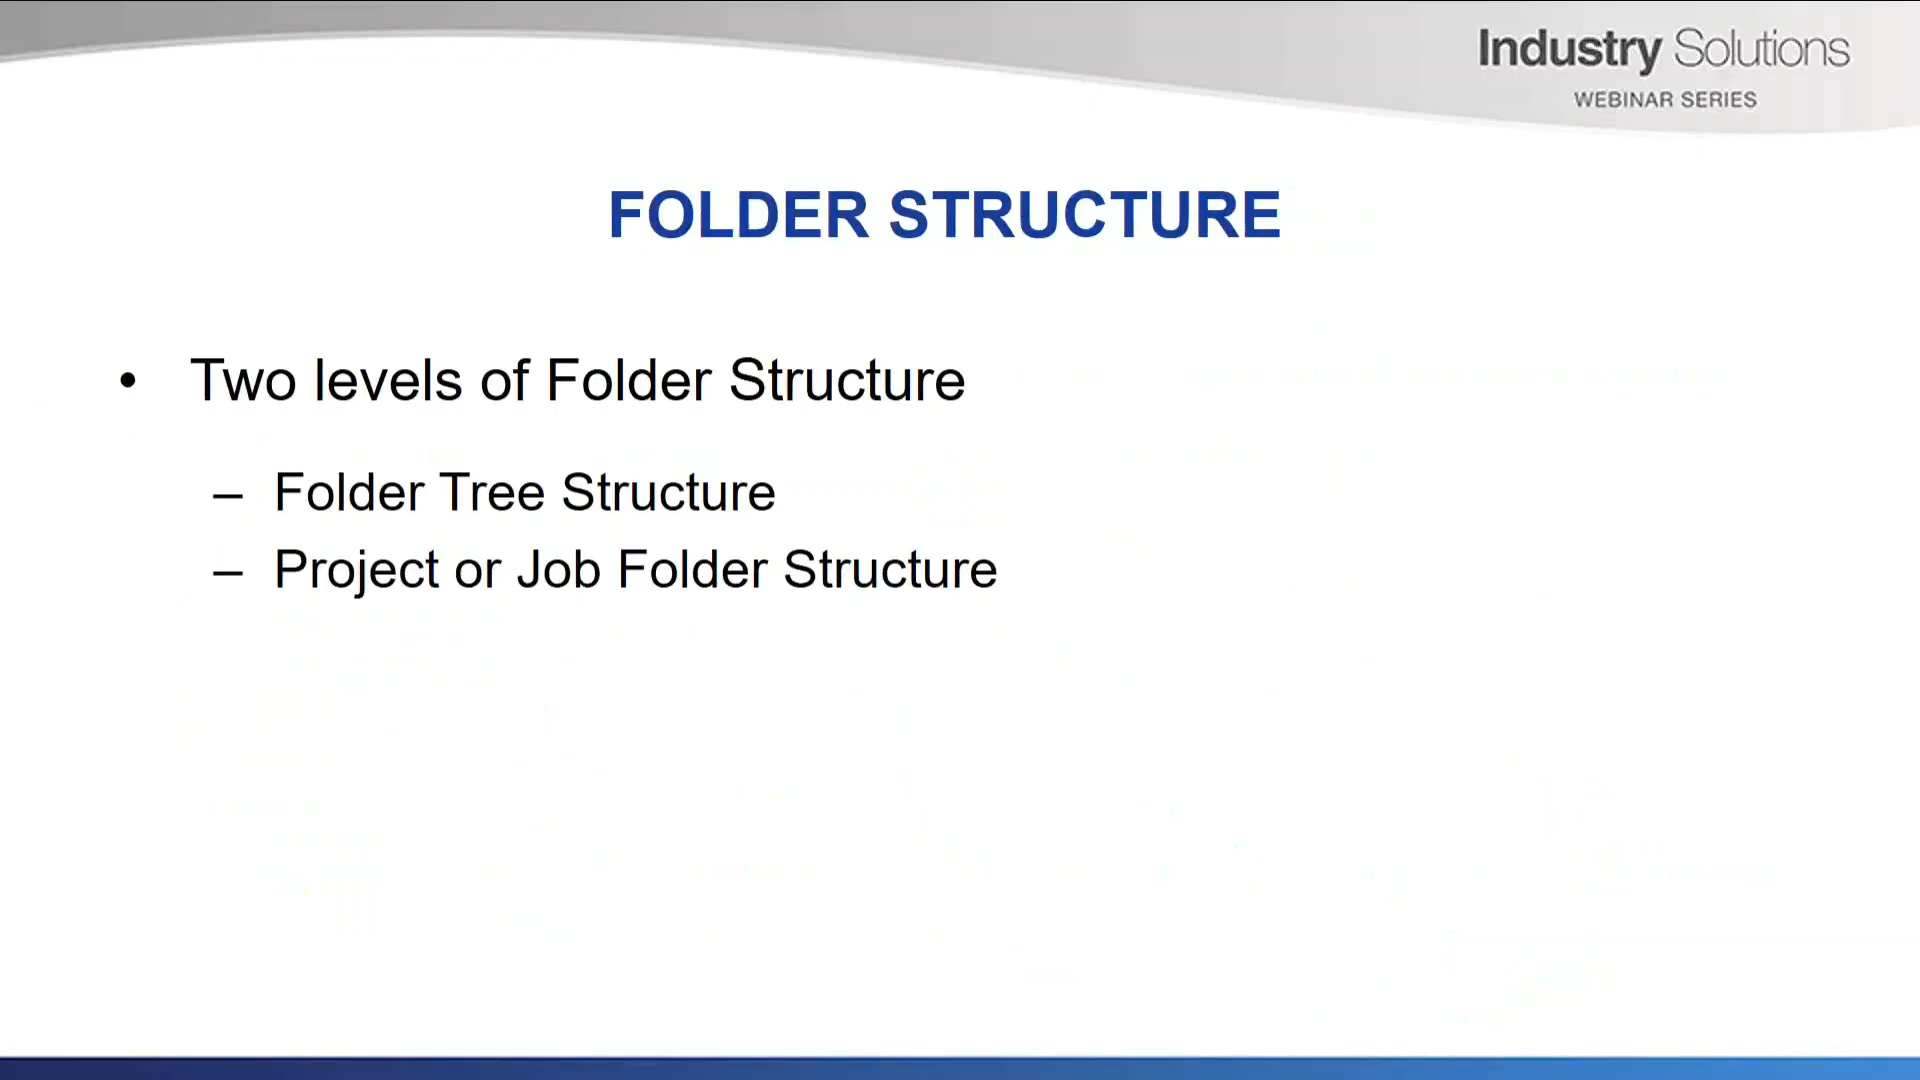 Industry Solutions
WEBINAR SERIES
FOLDER STRUCTURE
• Two levels of Folder Structure
– Folder Tree Structure
– Project or Job Folder Structure